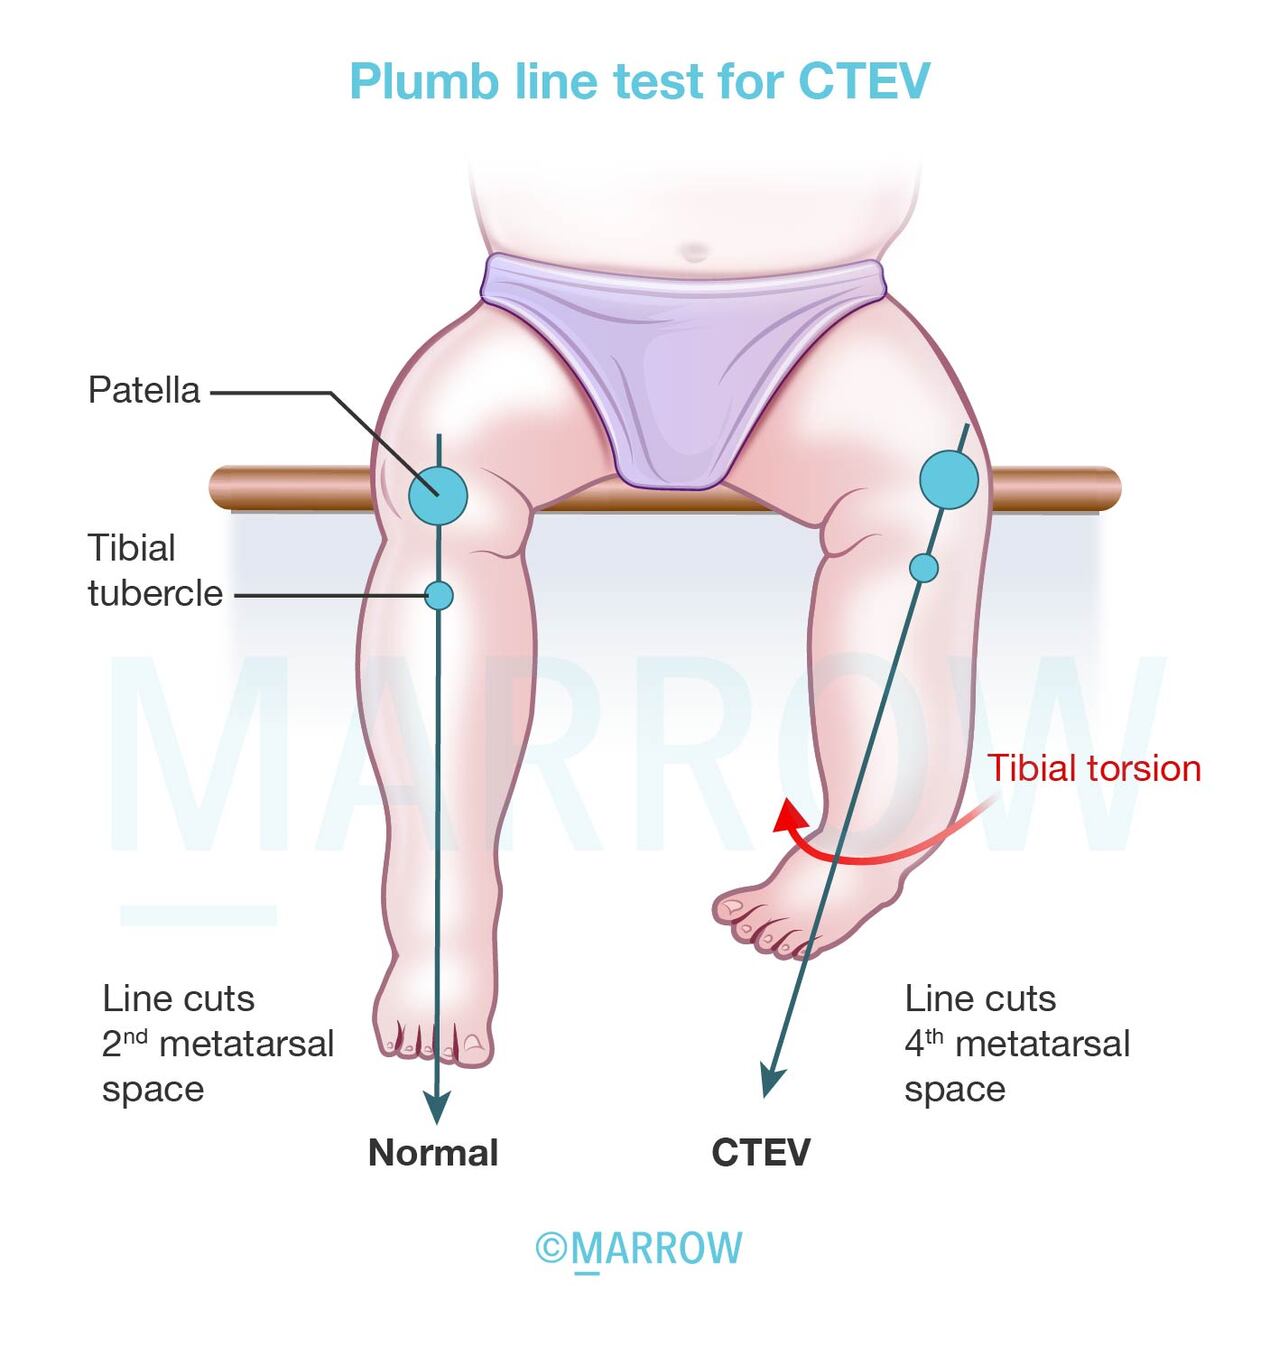 Plumb line test for CTEV
Patella
Tibial
tubercle
MARROW
Tibial torsion
Line cuts
2nd metatarsal
space
Line cuts
4th metatarsal
space
Normal
CTEV
©MARROW